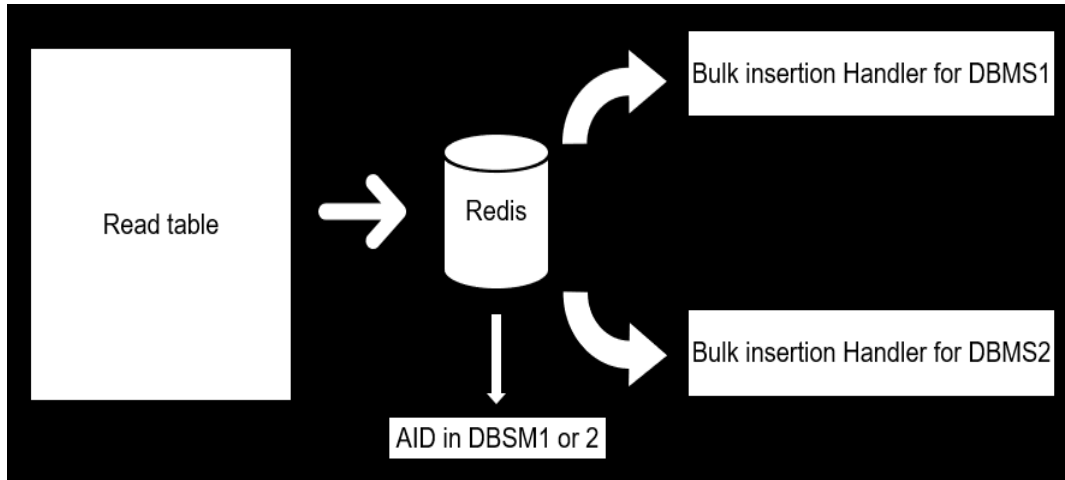 Bulk insertion Handler for DBMS1
Read table
Redis
Bulk insertion Handler for DBMS2
AID in DBSM1 or 2